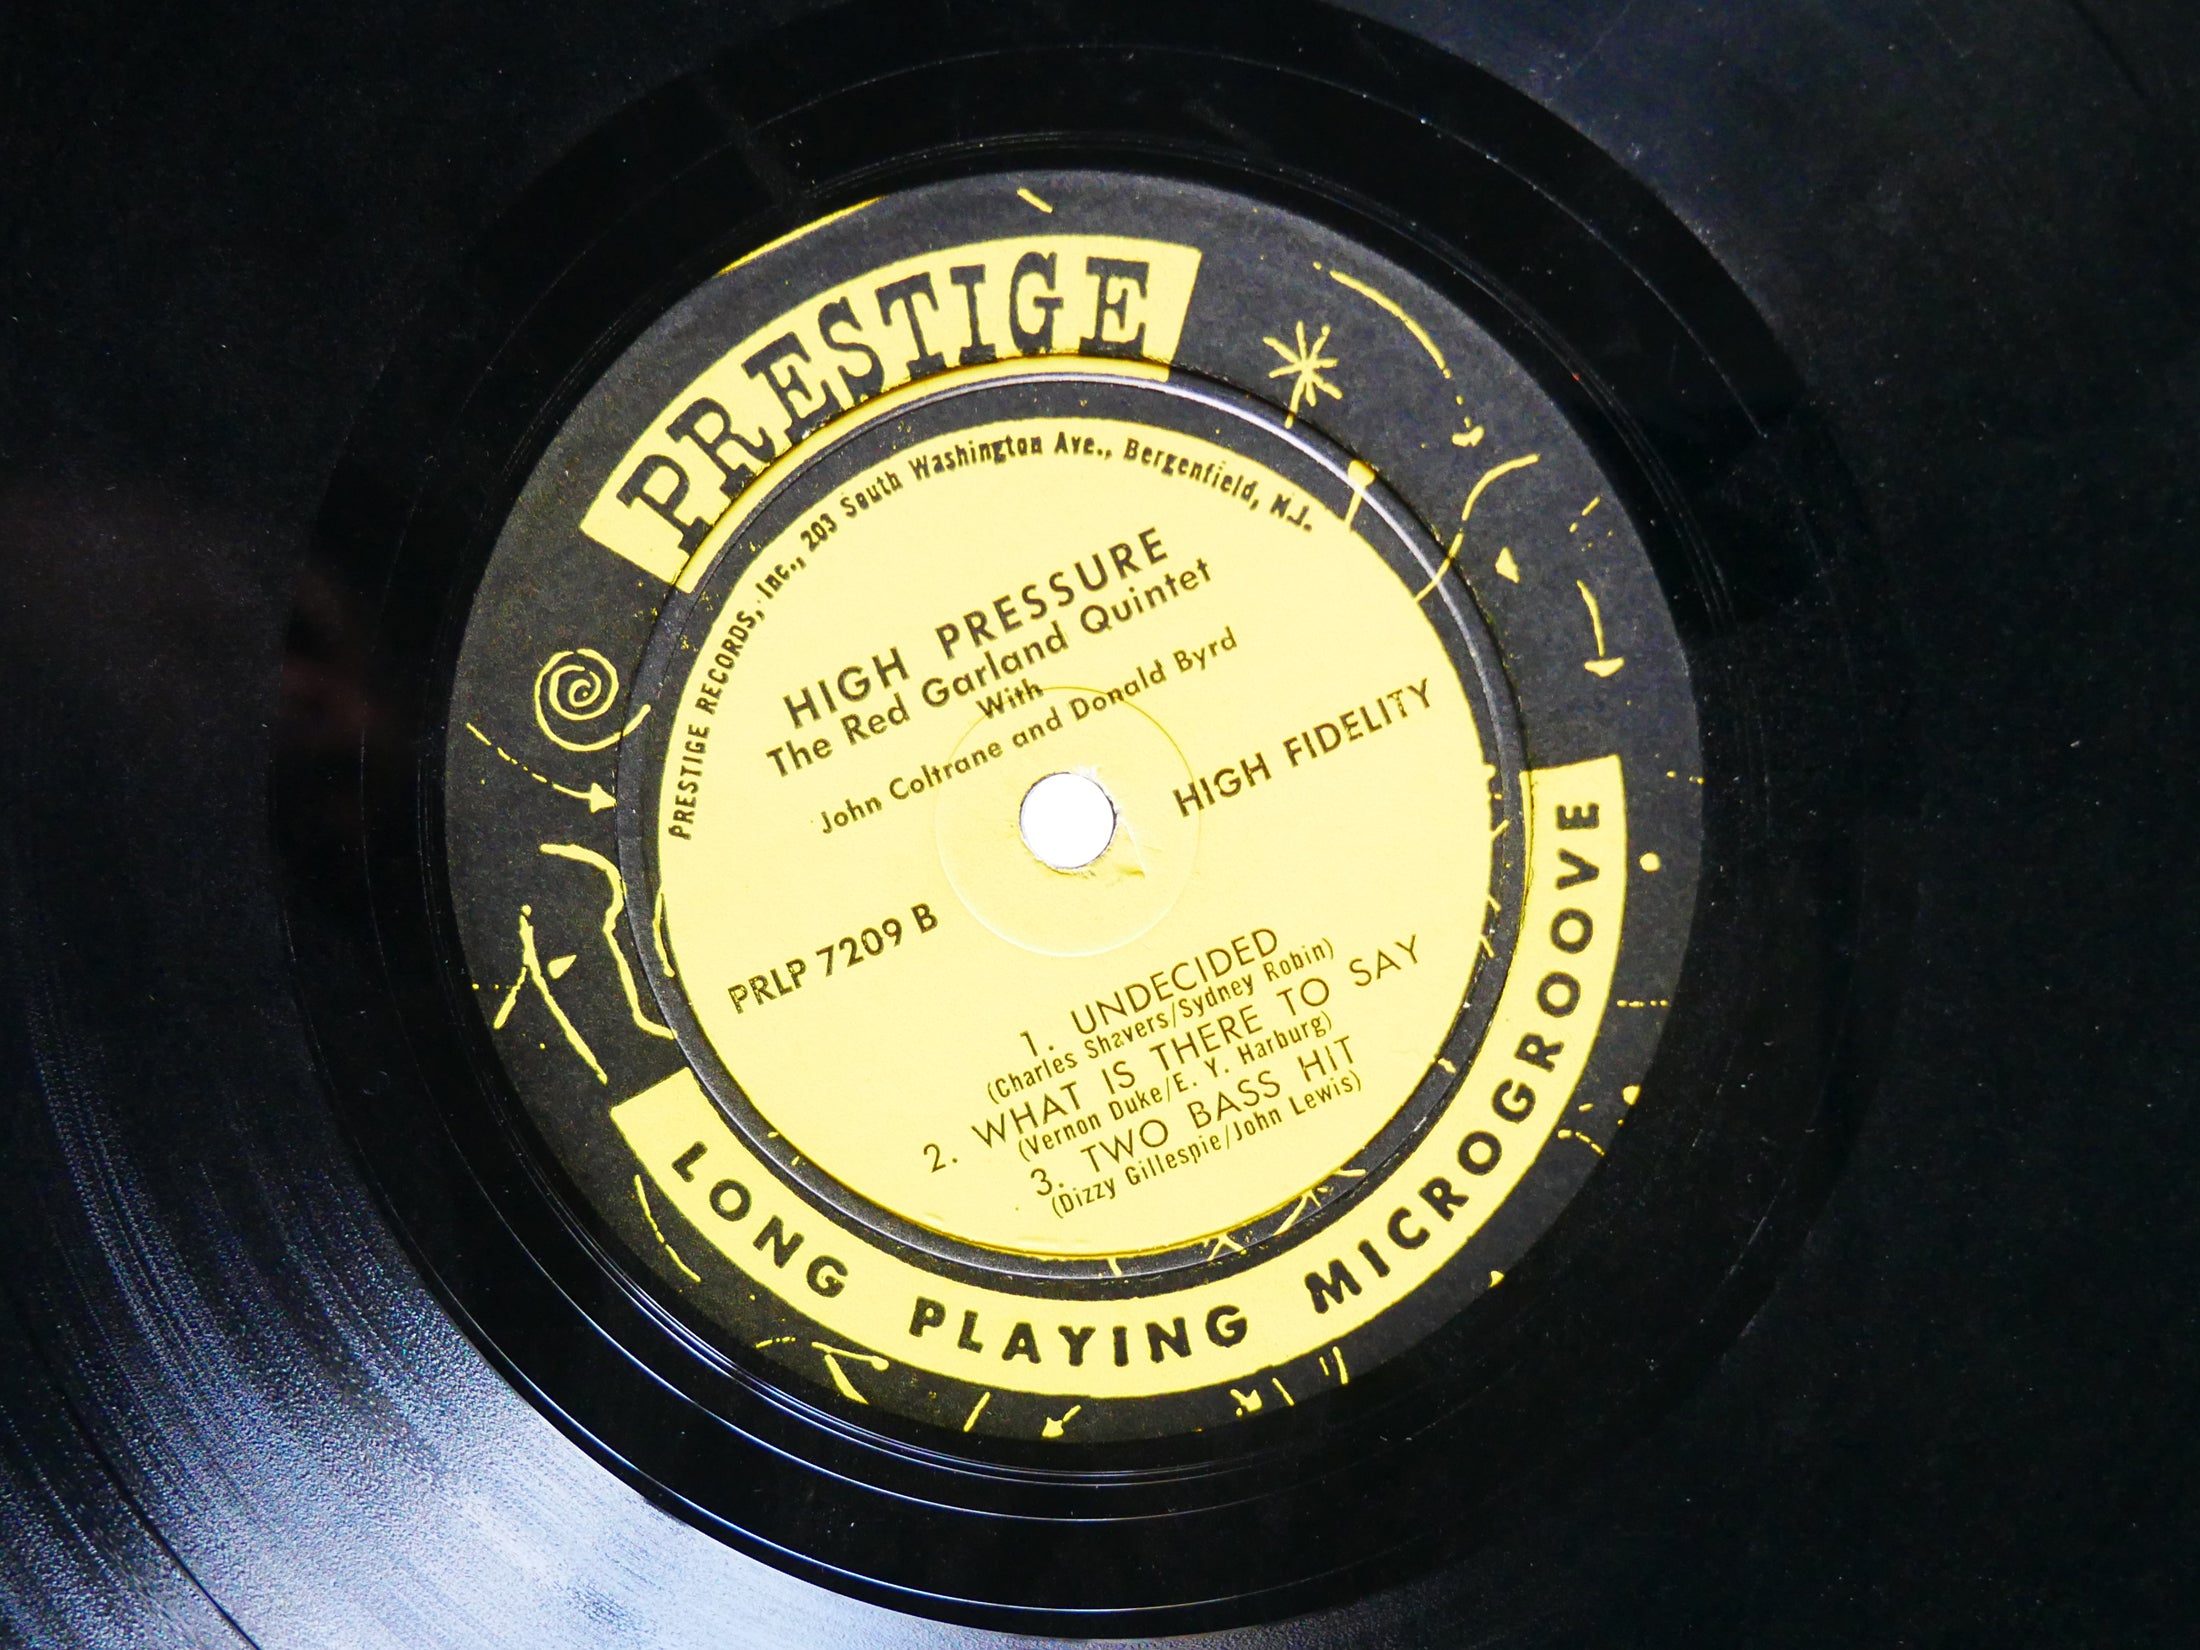 PRESTIGE
PRESTIGE RECORDS, Inc., 203 South Washington Ave., Bergenfield, N.J.
HIGH PRESSURE
The Red Garland Quintet
With
John Coltrane and Donald Byrd
HIGH FIDELITY
PRLP 7209 B
1. UNDECIDED
(Charles Shavers/Sydney Robin)
2. WHAT IS THERE TO SAY
(Vernon Duke/E. Y. Harburg)
3. TWO BASS HIT
(Dizzy Gillespie/John Lewis)
LONG PLAYING MICROGROOVE